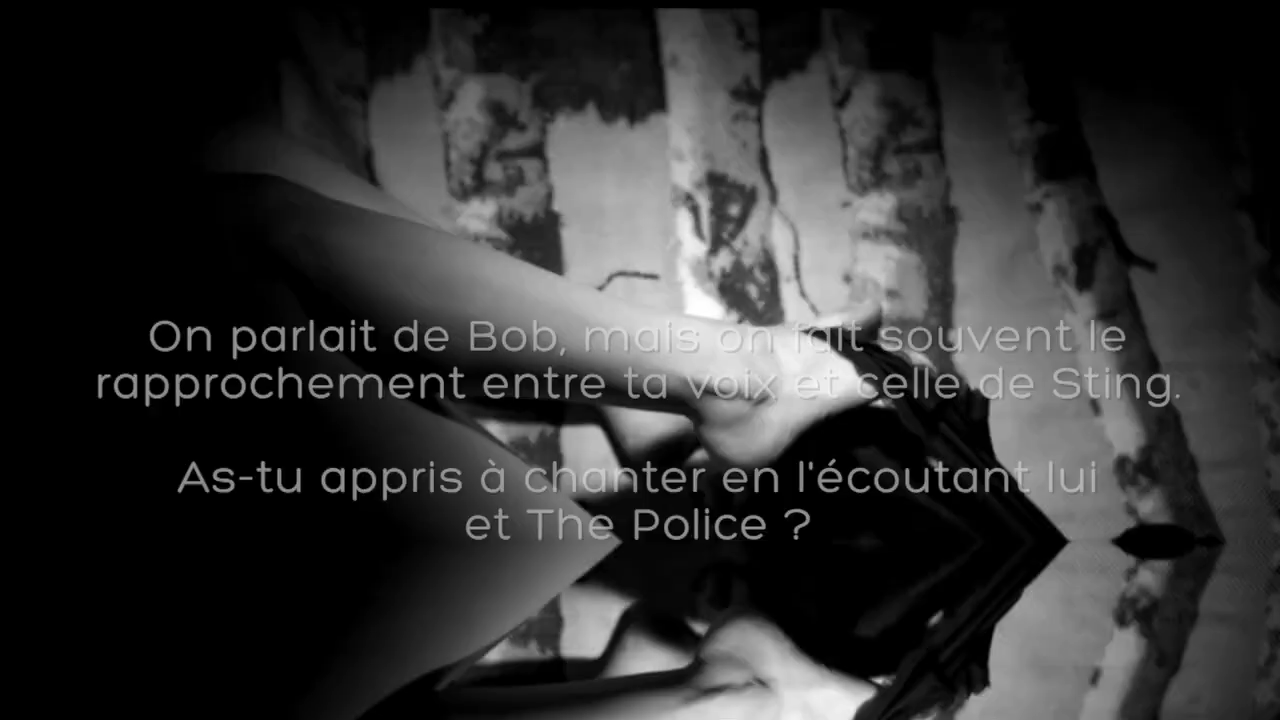 On parlait de Bob, mais on fait souvent le
rapprochement entre ta voix et celle de Sting.
As-tu appris à chanter en l'écoutant lui
et The Police ?